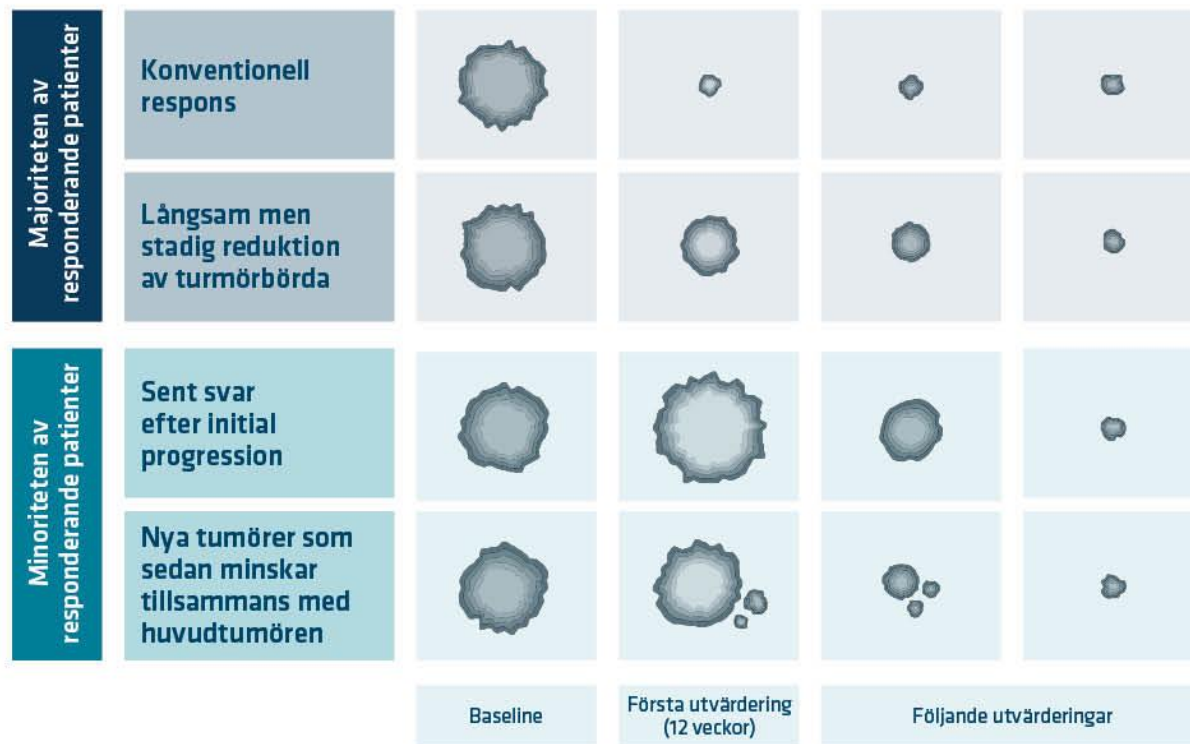 Majoriteten av
responderande patienter
Konventionell
respons
Långsam men
stadig reduktion
av turmörbörda
Minoriteten av
responderande patienter
Sent svar
efter initial
progression
Nya tumörer som
sedan minskar
tillsammans med
huvudtumören
Baseline
Första utvärdering
(12 veckor)
Följande utvärderingar